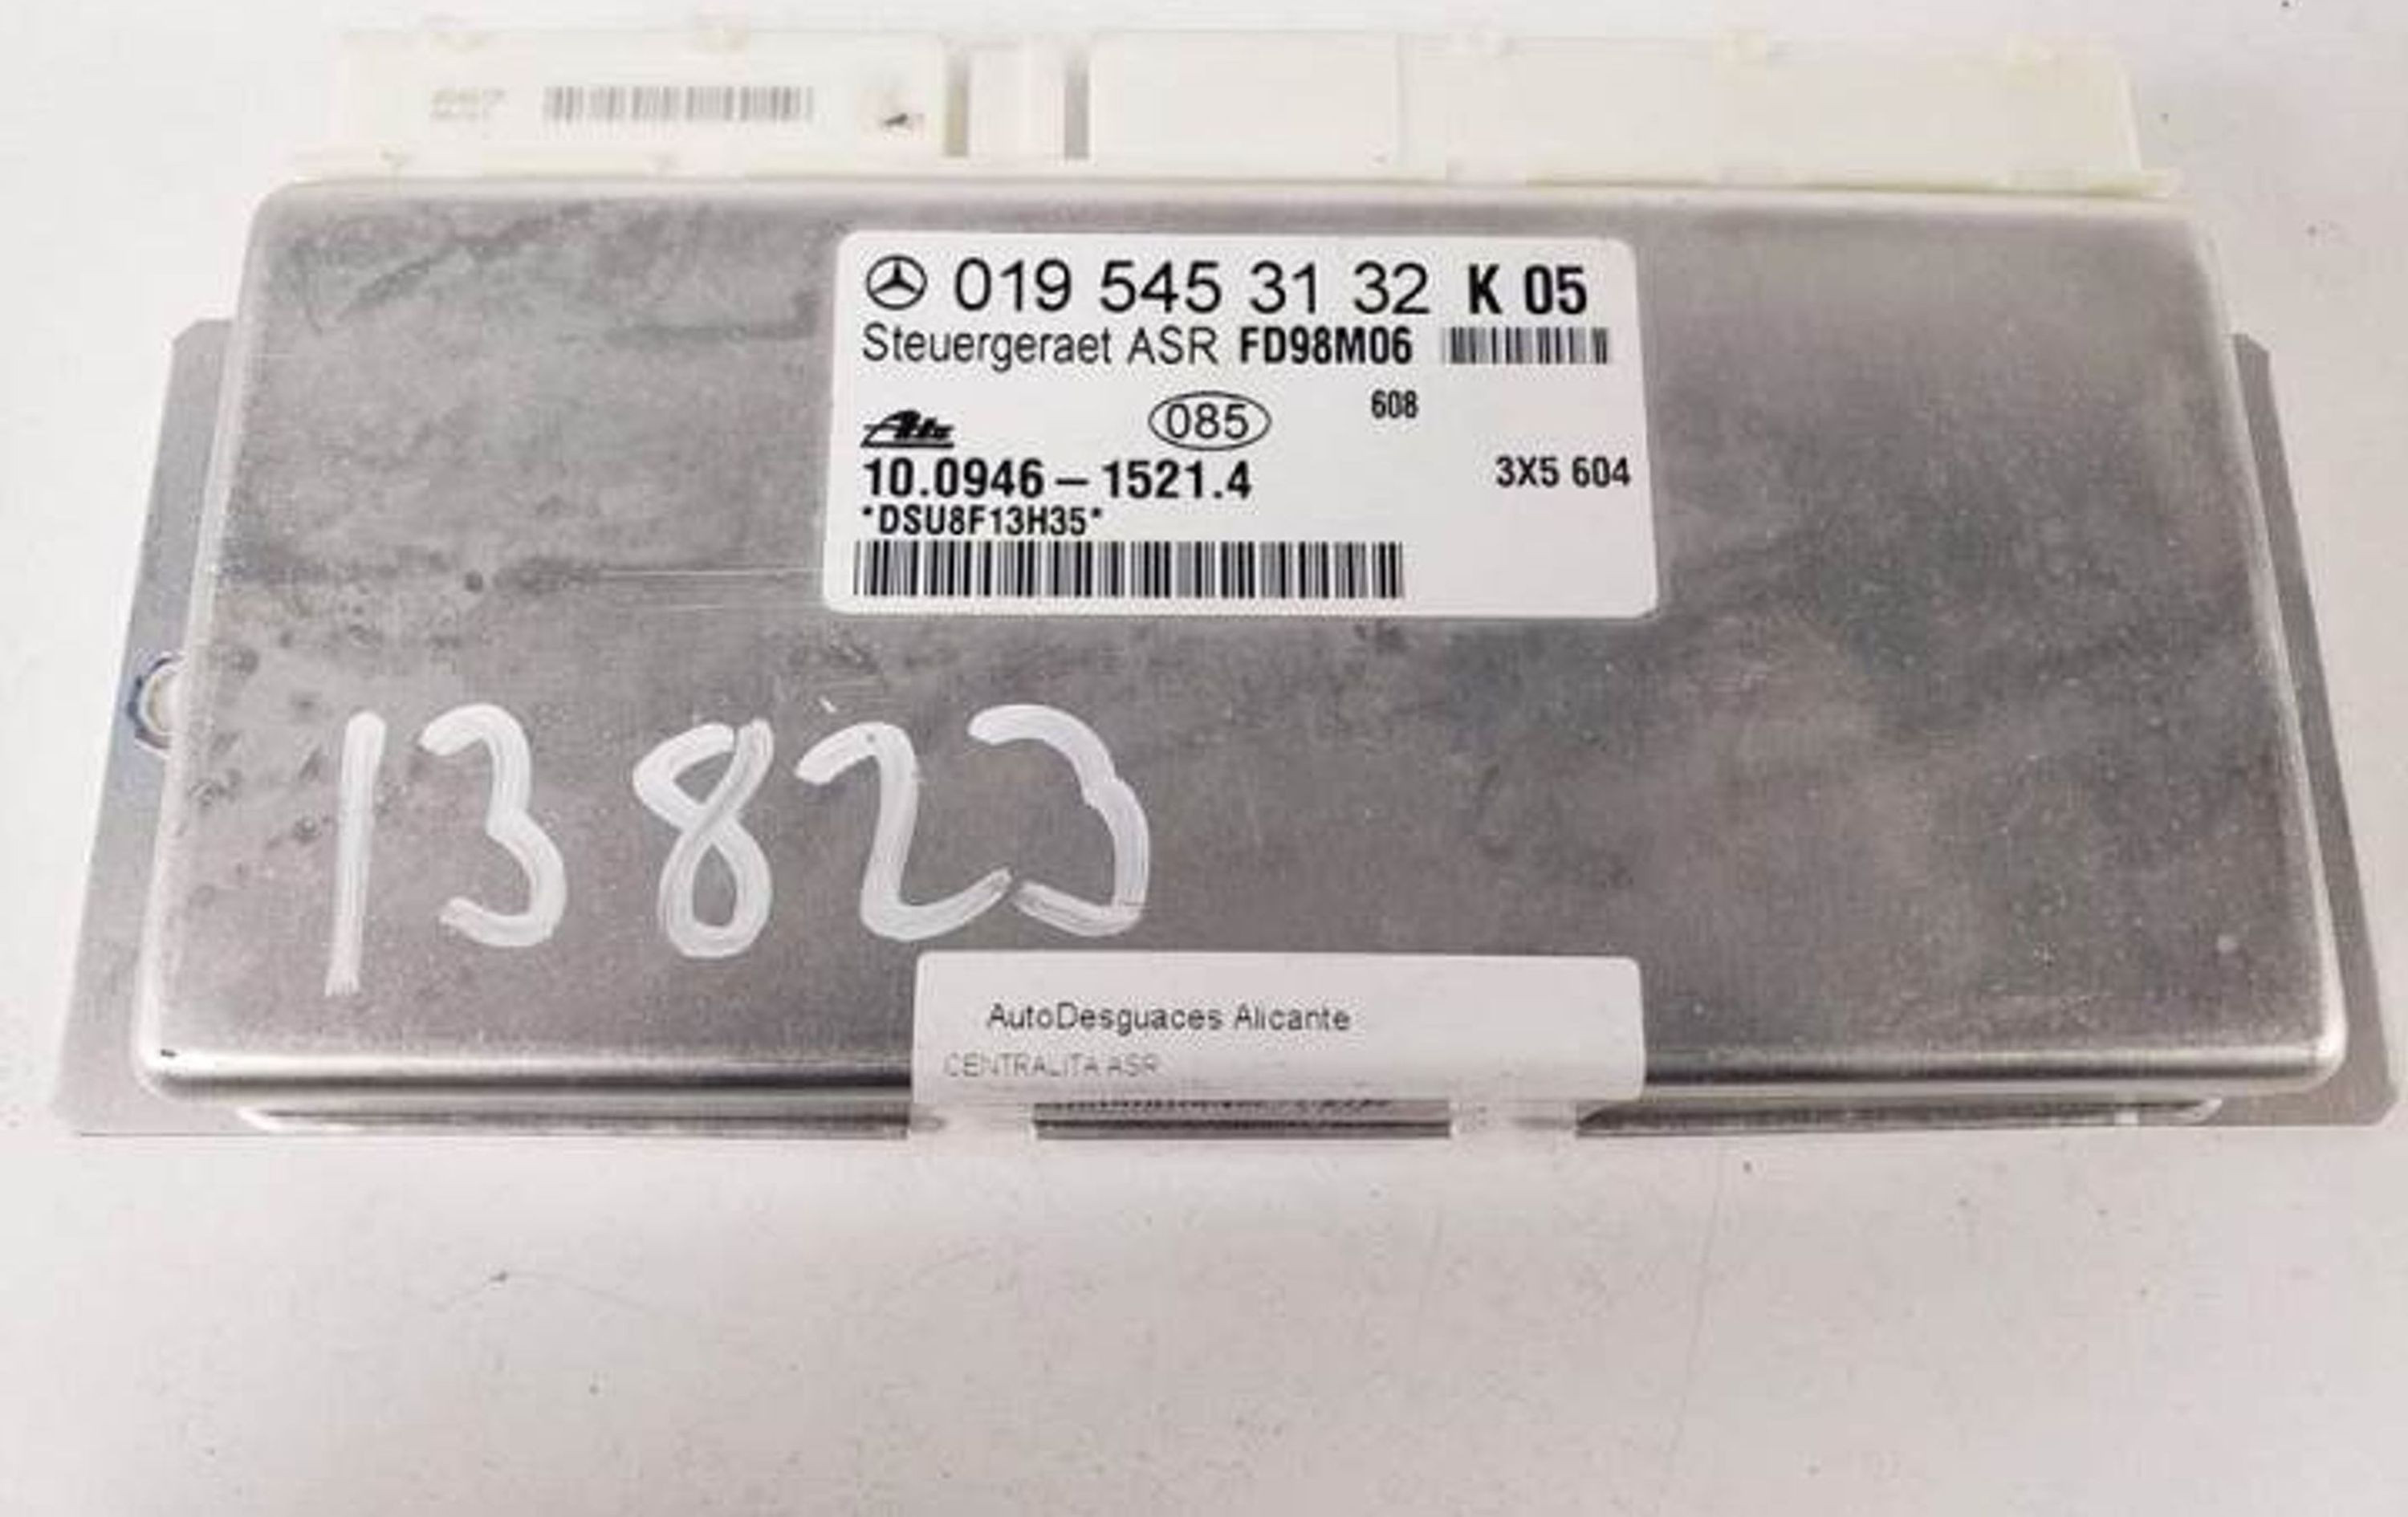 019 545 31 32 K 05
Steuergeraet ASR FD98M06
608
Ate 085
10.0946-1521.4 3X5 604
*DSU8F13H35*
13823
AutoDesguaces Alicante
CENTRALITA ASR